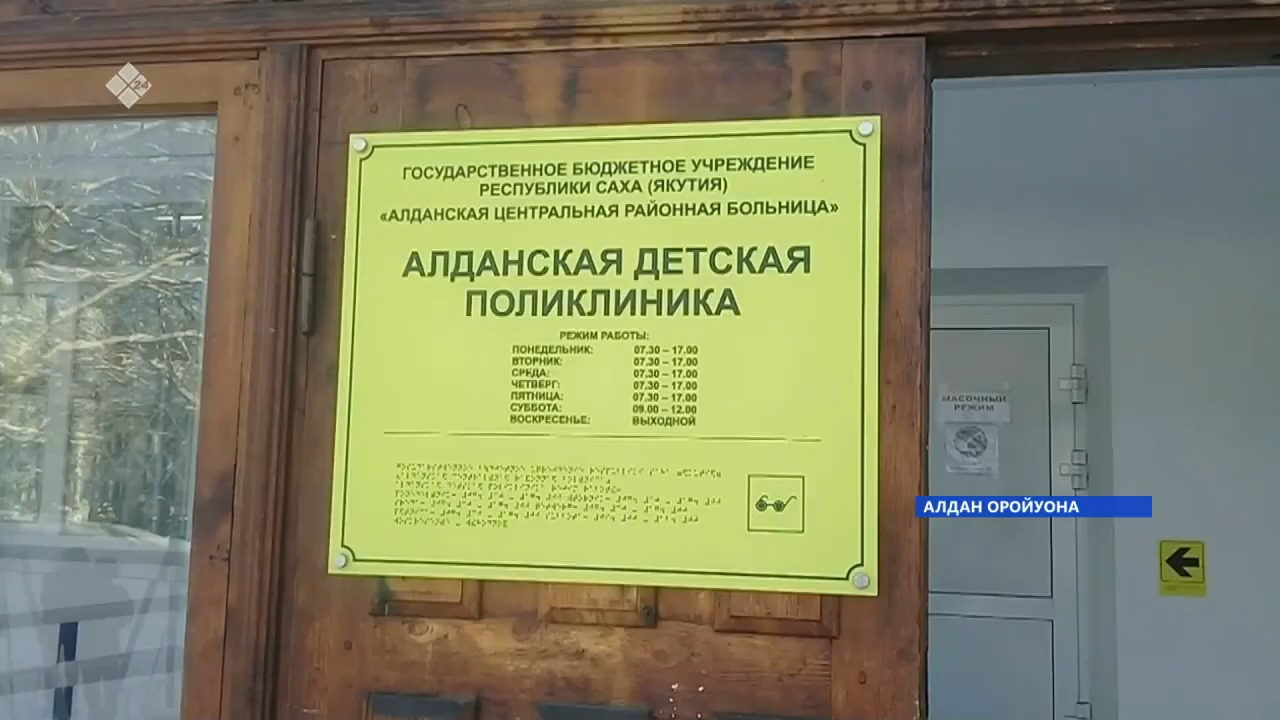 24
ГОСУДАРСТВЕННОЕ БЮДЖЕТНОЕ УЧРЕЖДЕНИЕ
РЕСПУБЛИКИ САХА (ЯКУТИЯ)
«АЛДАНСКАЯ ЦЕНТРАЛЬНАЯ РАЙОННАЯ БОЛЬНИЦА»
АЛДАНСКАЯ ДЕТСКАЯ
ПОЛИКЛИНИКА
РЕЖИМ РАБОТЫ:
ПОНЕДЕЛЬНИК: 07.30 – 17.00
ВТОРНИК: 07.30 – 17.00
СРЕДА: 07.30 – 17.00
ЧЕТВЕРГ: 07.30 – 17.00
ПЯТНИЦА: 07.30 – 17.00
СУББОТА: 09.00 – 12.00
ВОСКРЕСЕНЬЕ: ВЫХОДНОЙ
МАСОЧНЫЙ
РЕЖИМ
АЛДАН ОРОЙУОНА